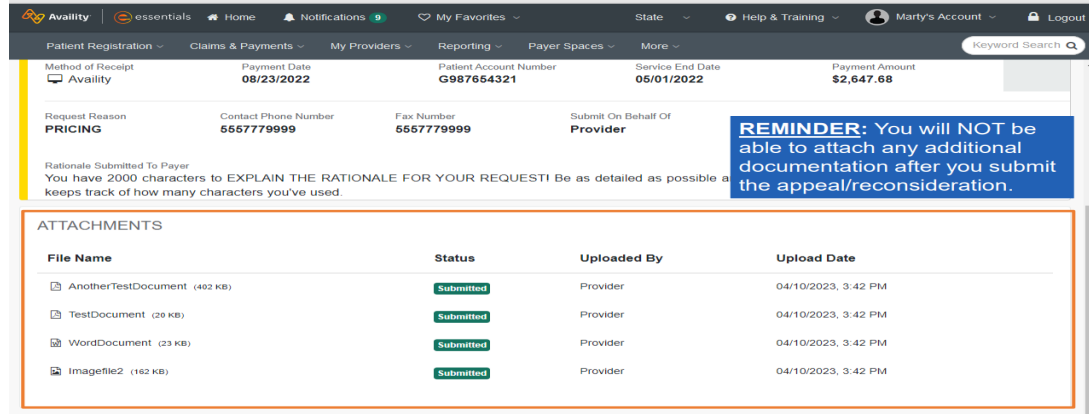 Availity essentials Home Notifications 9 My Favorites State Help & Training Marty's Account Logout
Patient Registration Claims & Payments My Providers Reporting Payer Spaces More Keyword Search
Method of Receipt Payment Date Patient Account Number Service End Date Payment Amount
Availity 08/23/2022 G987654321 05/01/2022 $2,647.68
Request Reason Contact Phone Number Fax Number Submit On Behalf Of
PRICING 5557779999 5557779999 Provider
REMINDER: You will NOT be
able to attach any additional
documentation after you submit
the appeal/reconsideration.
Rationale Submitted To Payer
You have 2000 characters to EXPLAIN THE RATIONALE FOR YOUR REQUEST! Be as detailed as possible
keeps track of how many characters you've used.
ATTACHMENTS
File Name Status Uploaded By Upload Date
AnotherTestDocument (402 KB) Submitted Provider 04/10/2023, 3:42 PM
TestDocument (20 KB) Submitted Provider 04/10/2023, 3:42 PM
WordDocument (23 KB) Submitted Provider 04/10/2023, 3:42 PM
Imagefile2 (162 KB) Submitted Provider 04/10/2023, 3:42 PM